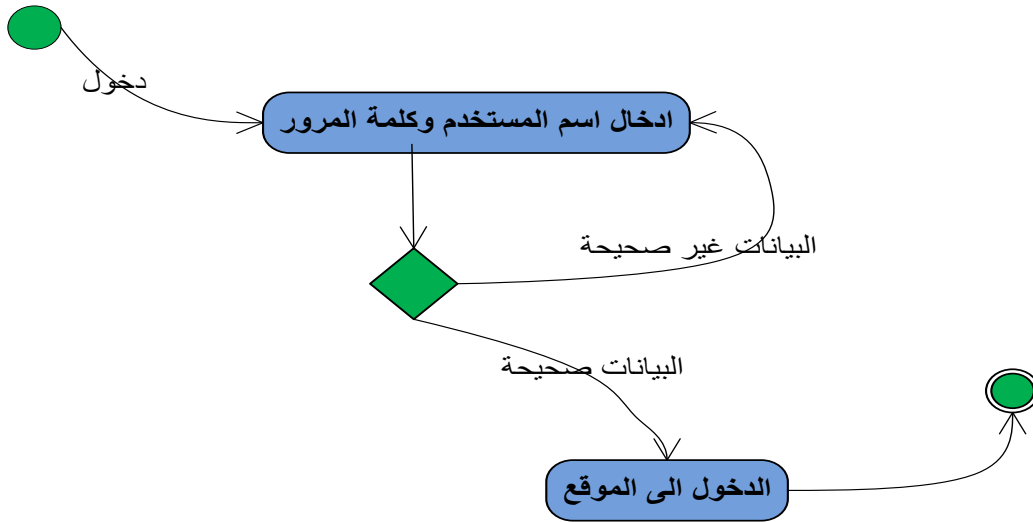 دخول
ادخال اسم المستخدم وكلمة المرور
البيانات غير صحيحة
البيانات صحيحة
الدخول الى الموقع